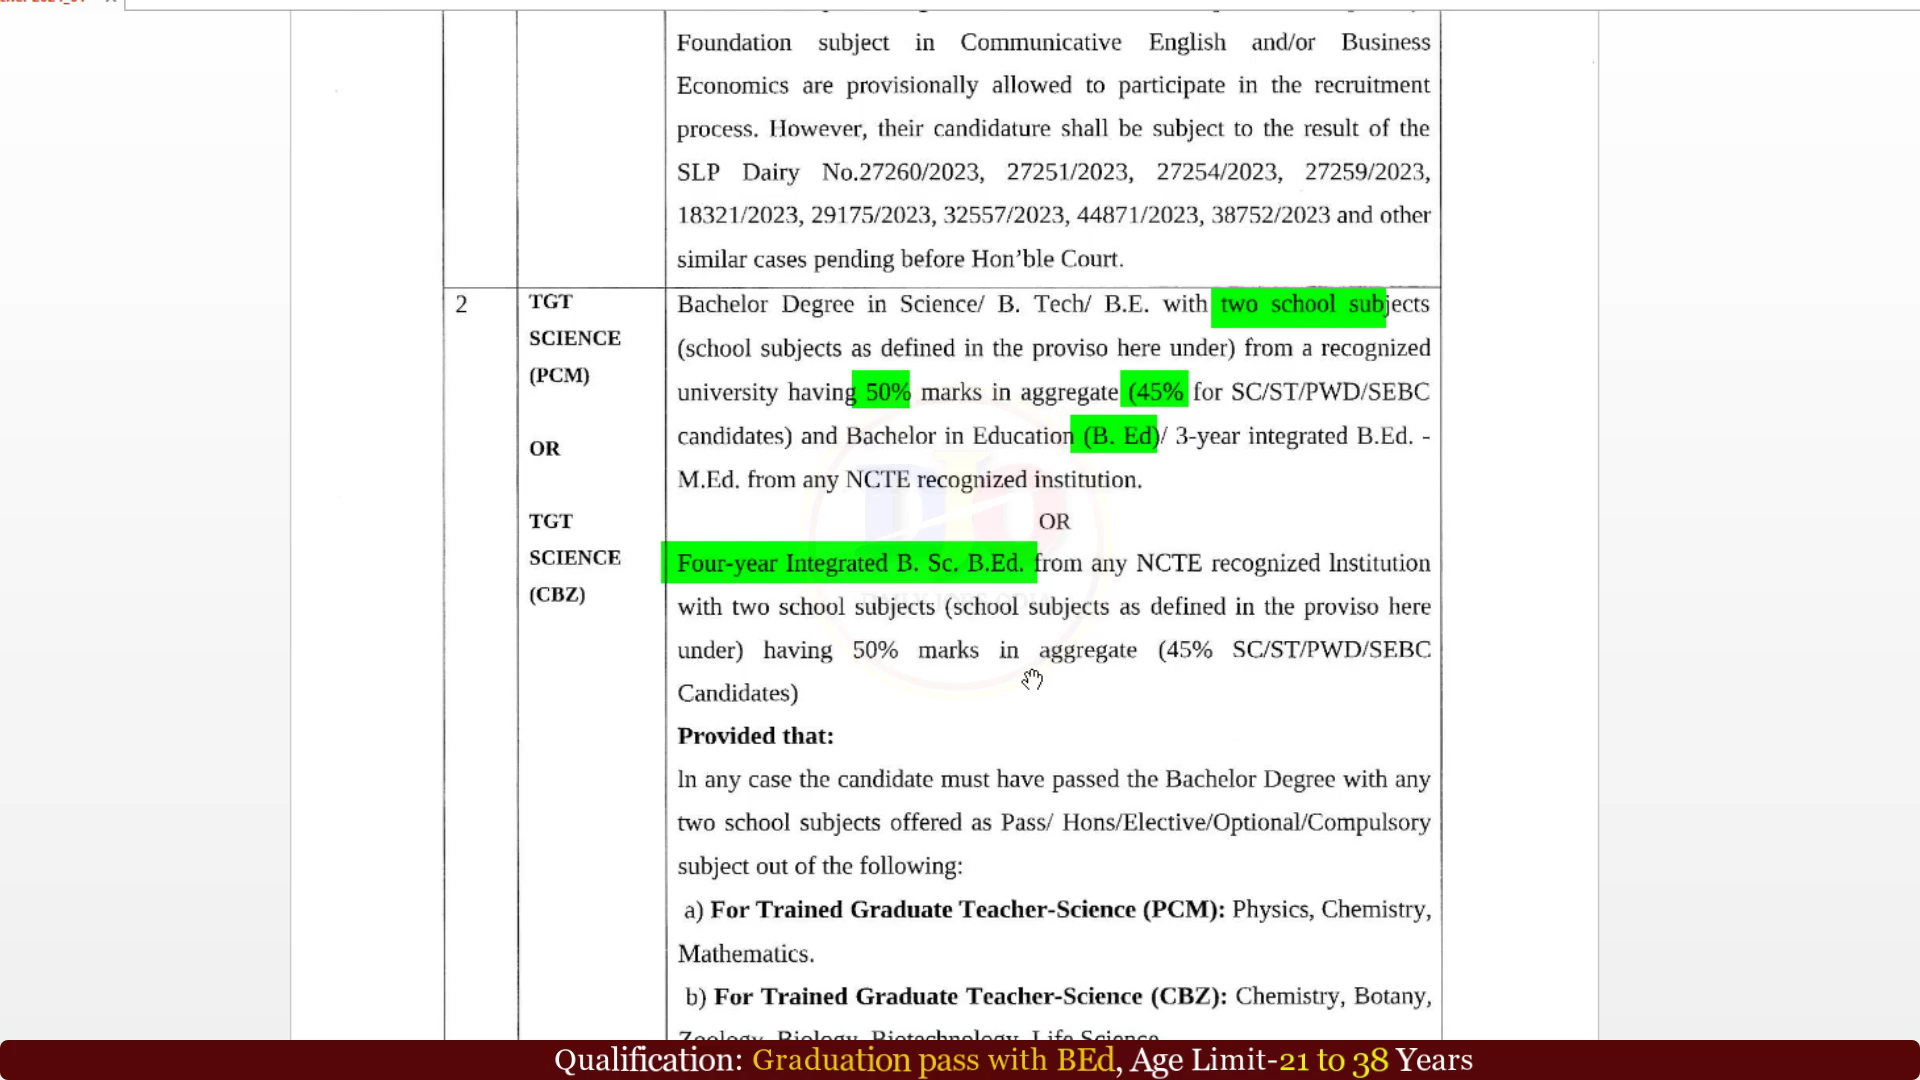 Foundation subject in Communicative English and/or Business
Economics are provisionally allowed to participate in the recruitment
process. However, their candidature shall be subject to the result of the
SLP Dairy No.27260/2023, 27251/2023, 27254/2023, 27259/2023,
18321/2023, 29175/2023, 32557/2023, 44871/2023, 38752/2023 and other
similar cases pending before Hon'ble Court.
2
TGT
SCIENCE
(PCM)
OR
TGT
SCIENCE
(CBZ)
Bachelor Degree in Science/ B. Tech/ B.E. with two school subjects
(school subjects as defined in the proviso here under) from a recognized
university having 50% marks in aggregate (45% for SC/ST/PWD/SEBC
candidates) and Bachelor in Education (B. Ed)/ 3-year integrated B.Ed. -
M.Ed. from any NCTE recognized institution.
OR
Four-year Integrated B. Sc. B.Ed. from any NCTE recognized Institution
with two school subjects (school subjects as defined in the proviso here
under) having 50% marks in aggregate (45% SC/ST/PWD/SEBC
Candidates)
Provided that:
In any case the candidate must have passed the Bachelor Degree with any
two school subjects offered as Pass/ Hons/Elective/Optional/Compulsory
subject out of the following:
a) For Trained Graduate Teacher-Science (PCM): Physics, Chemistry,
Mathematics.
b) For Trained Graduate Teacher-Science (CBZ): Chemistry, Botany,
Zoology, Biology, Biotechnology, Life Science
DAILY JOBS ODIA
Qualification: Graduation pass with BEd, Age Limit-21 to 38 Years